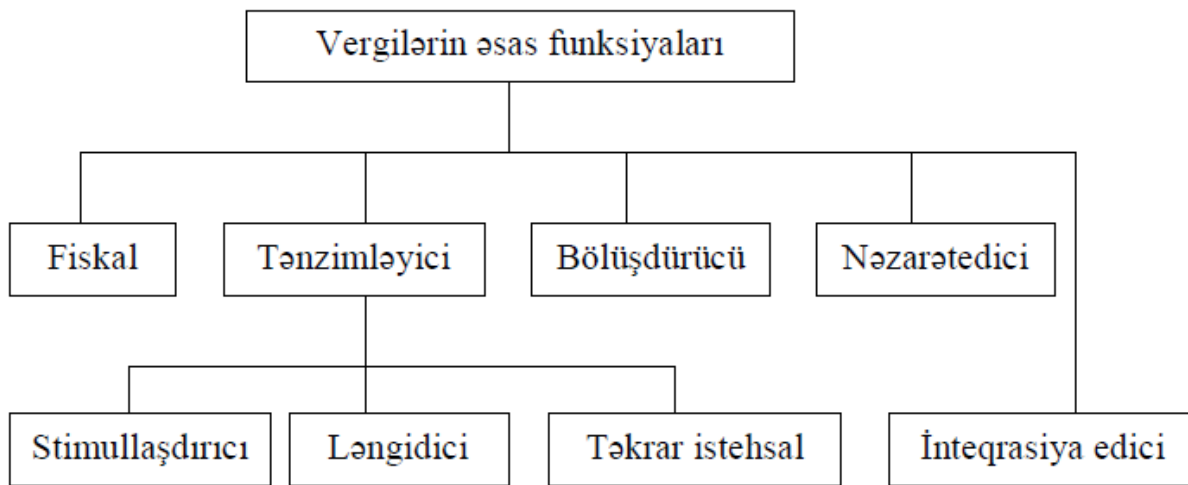 Vergilərin əsas funksiyaları
Fiskal
Tənzimləyici
Bölüşdürücü
Nəzarətedici
Stimullaşdırıcı
Ləngidici
Təkrar istehsal
İnteqrasiya edici